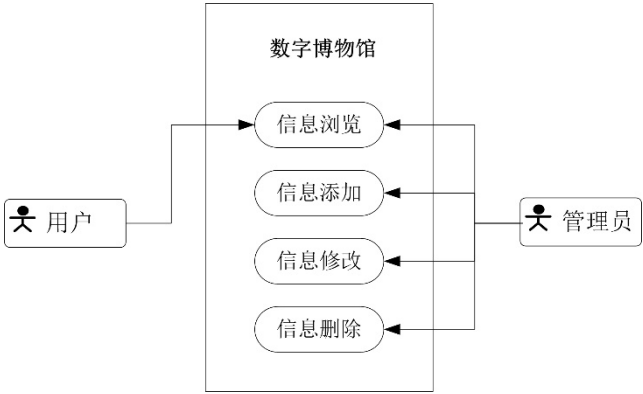 数字博物馆
信息浏览
信息添加
用户
管理员
信息修改
信息删除